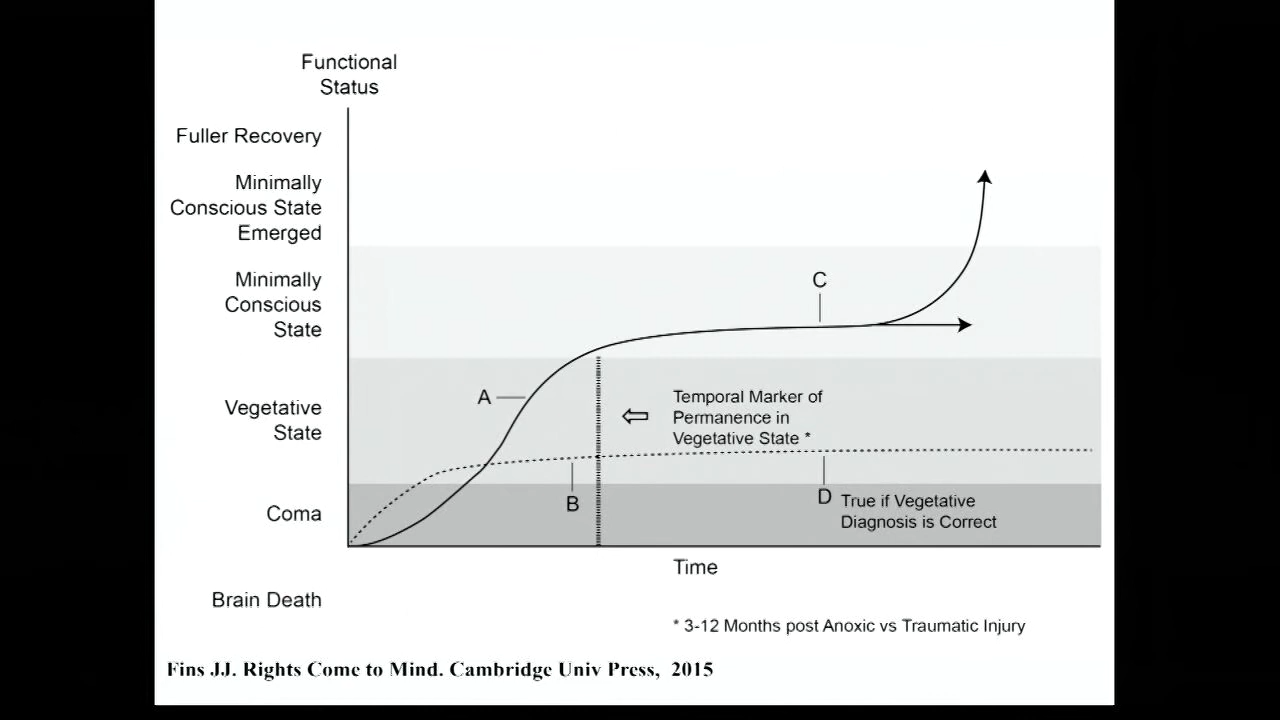 Functional
Status
Fuller Recovery
Minimally
Conscious State
Emerged
Minimally
Conscious
State
C
A
Temporal Marker of
Permanence in
Vegetative State *
Vegetative
State
B
D
True if Vegetative
Diagnosis is Correct
Coma
Time
Brain Death
* 3-12 Months post Anoxic vs Traumatic Injury
Fins JJ. Rights Come to Mind. Cambridge Univ Press, 2015